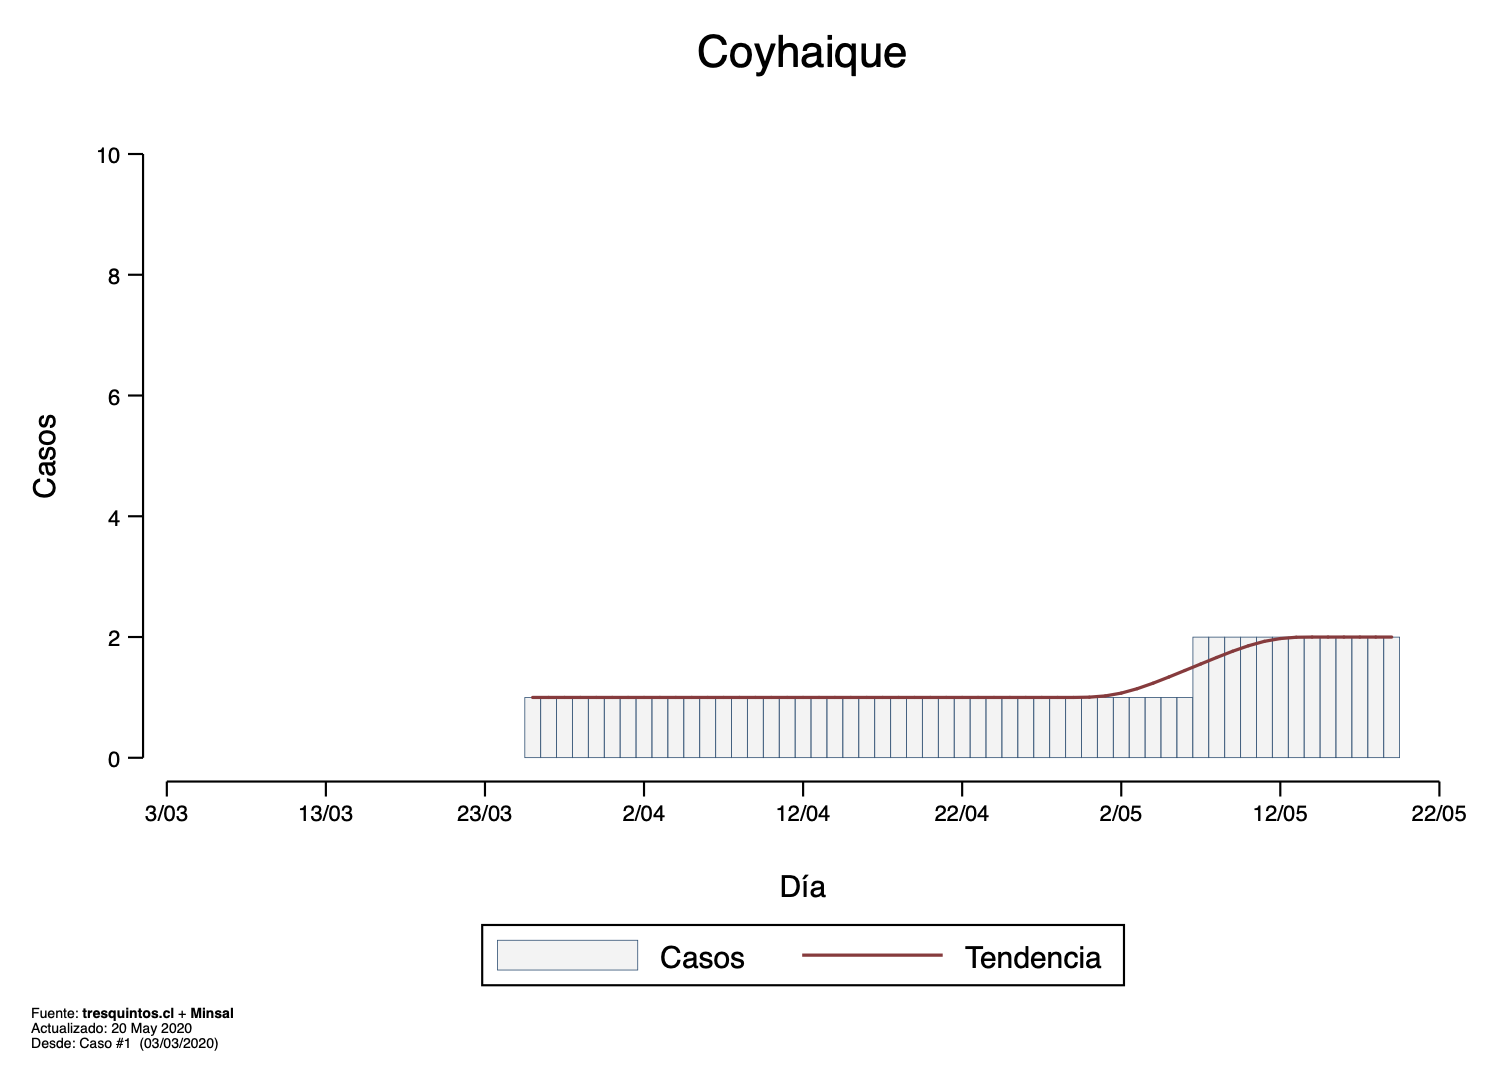 Coyhaique
10
8
6
4
2
0
Casos
3/03 13/03 23/03 2/04 12/04 22/04 2/05 12/05 22/05
Día
Casos Tendencia
Fuente: tresquintos.cl + Minsal
Actualizado: 20 May 2020
Desde: Caso #1 (03/03/2020)